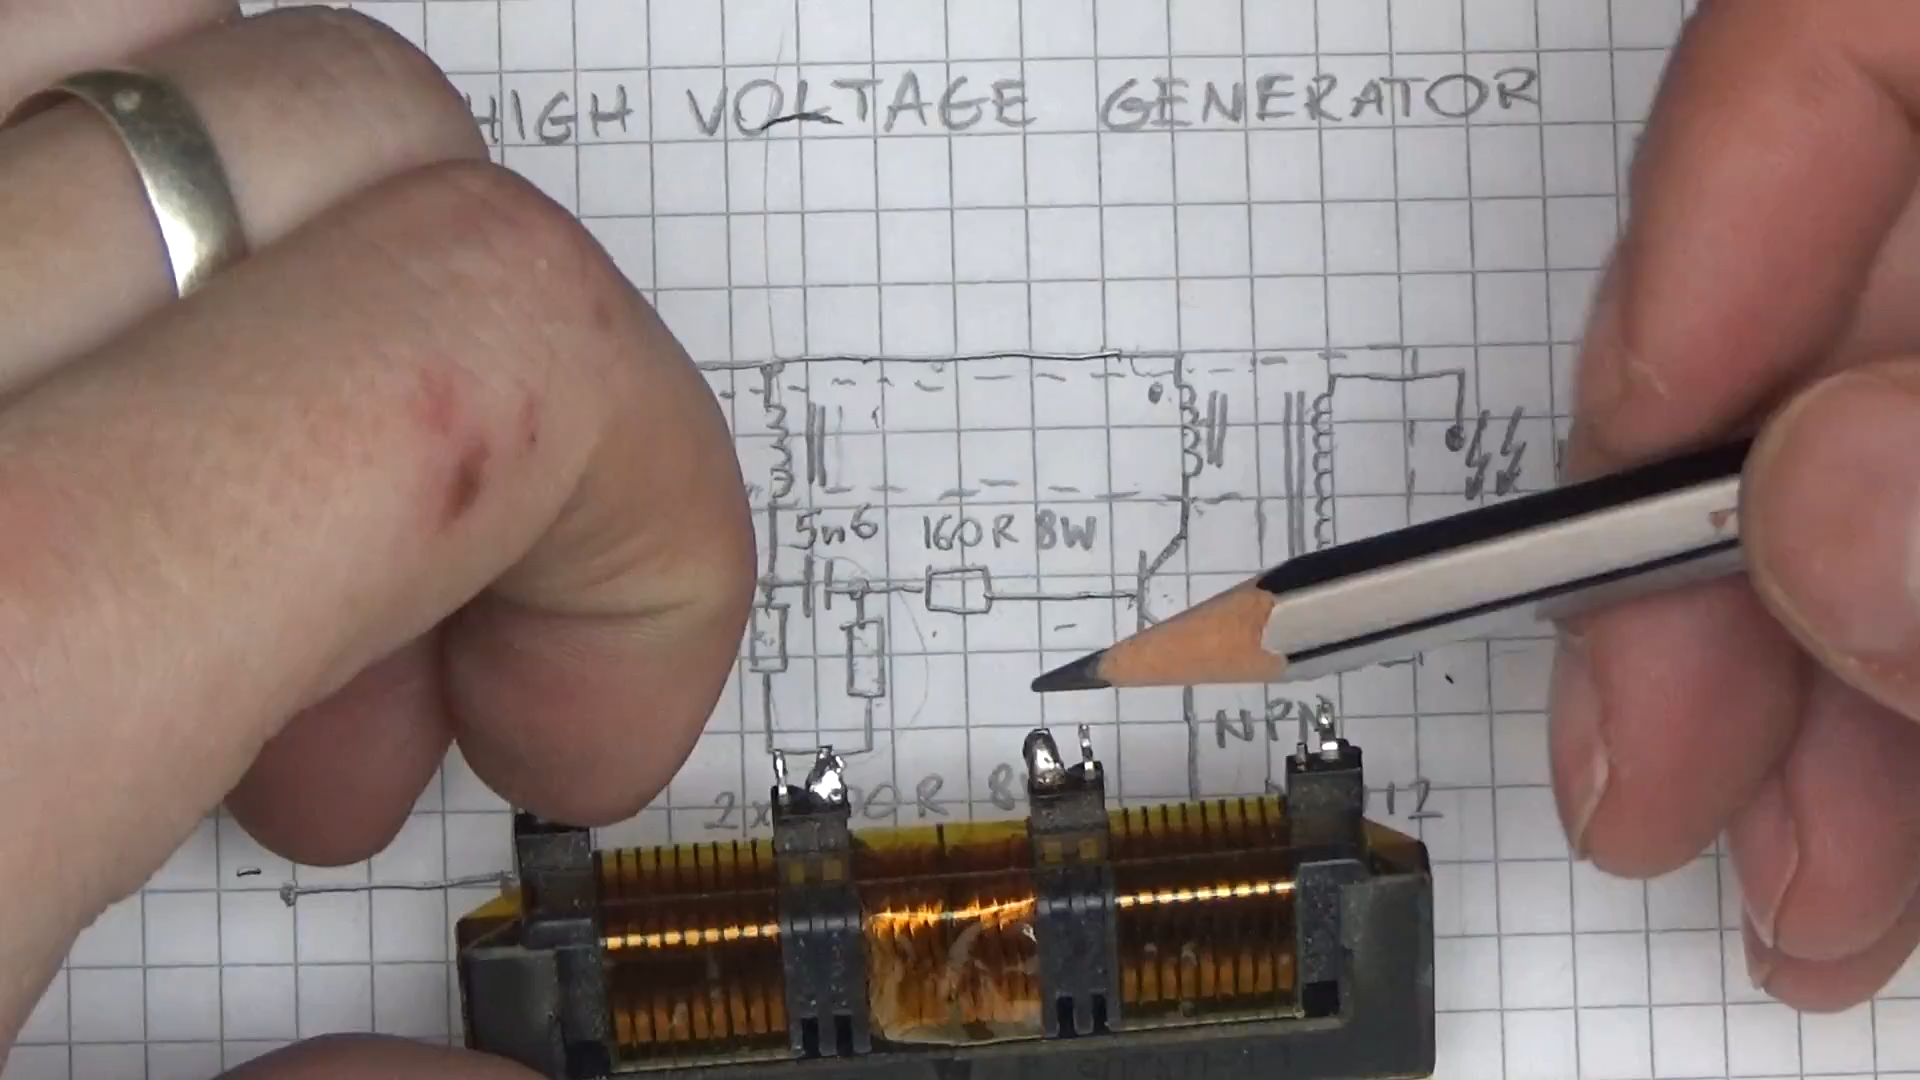 HIGH VOLTAGE GENERATOR
5n6 160R 8W
NPN